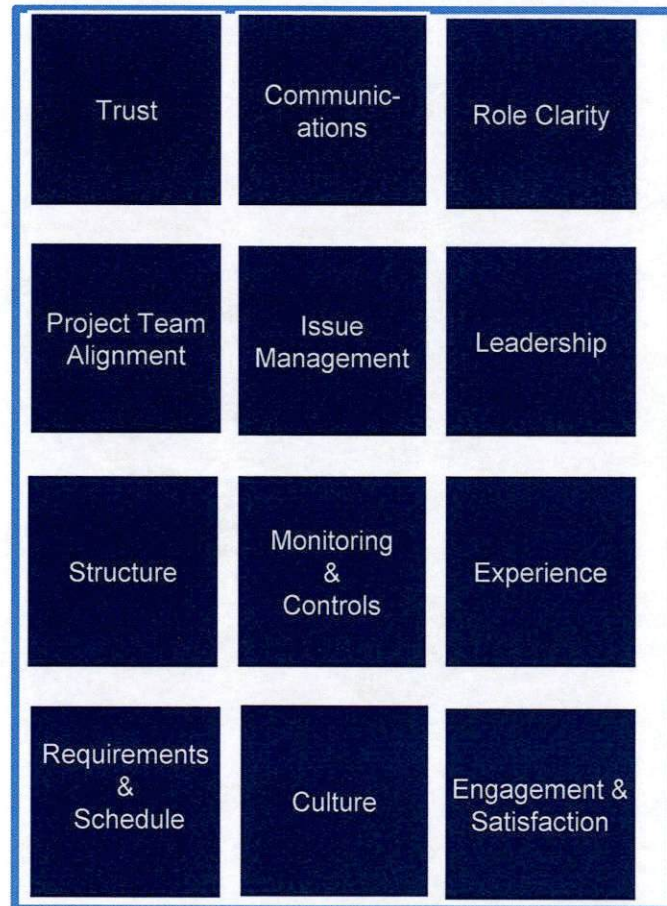 Trust
Communic-
ations
Role Clarity
Project Team
Alignment
Issue
Management
Leadership
Structure
Monitoring
&
Controls
Experience
Requirements
&
Schedule
Culture
Engagement &
Satisfaction